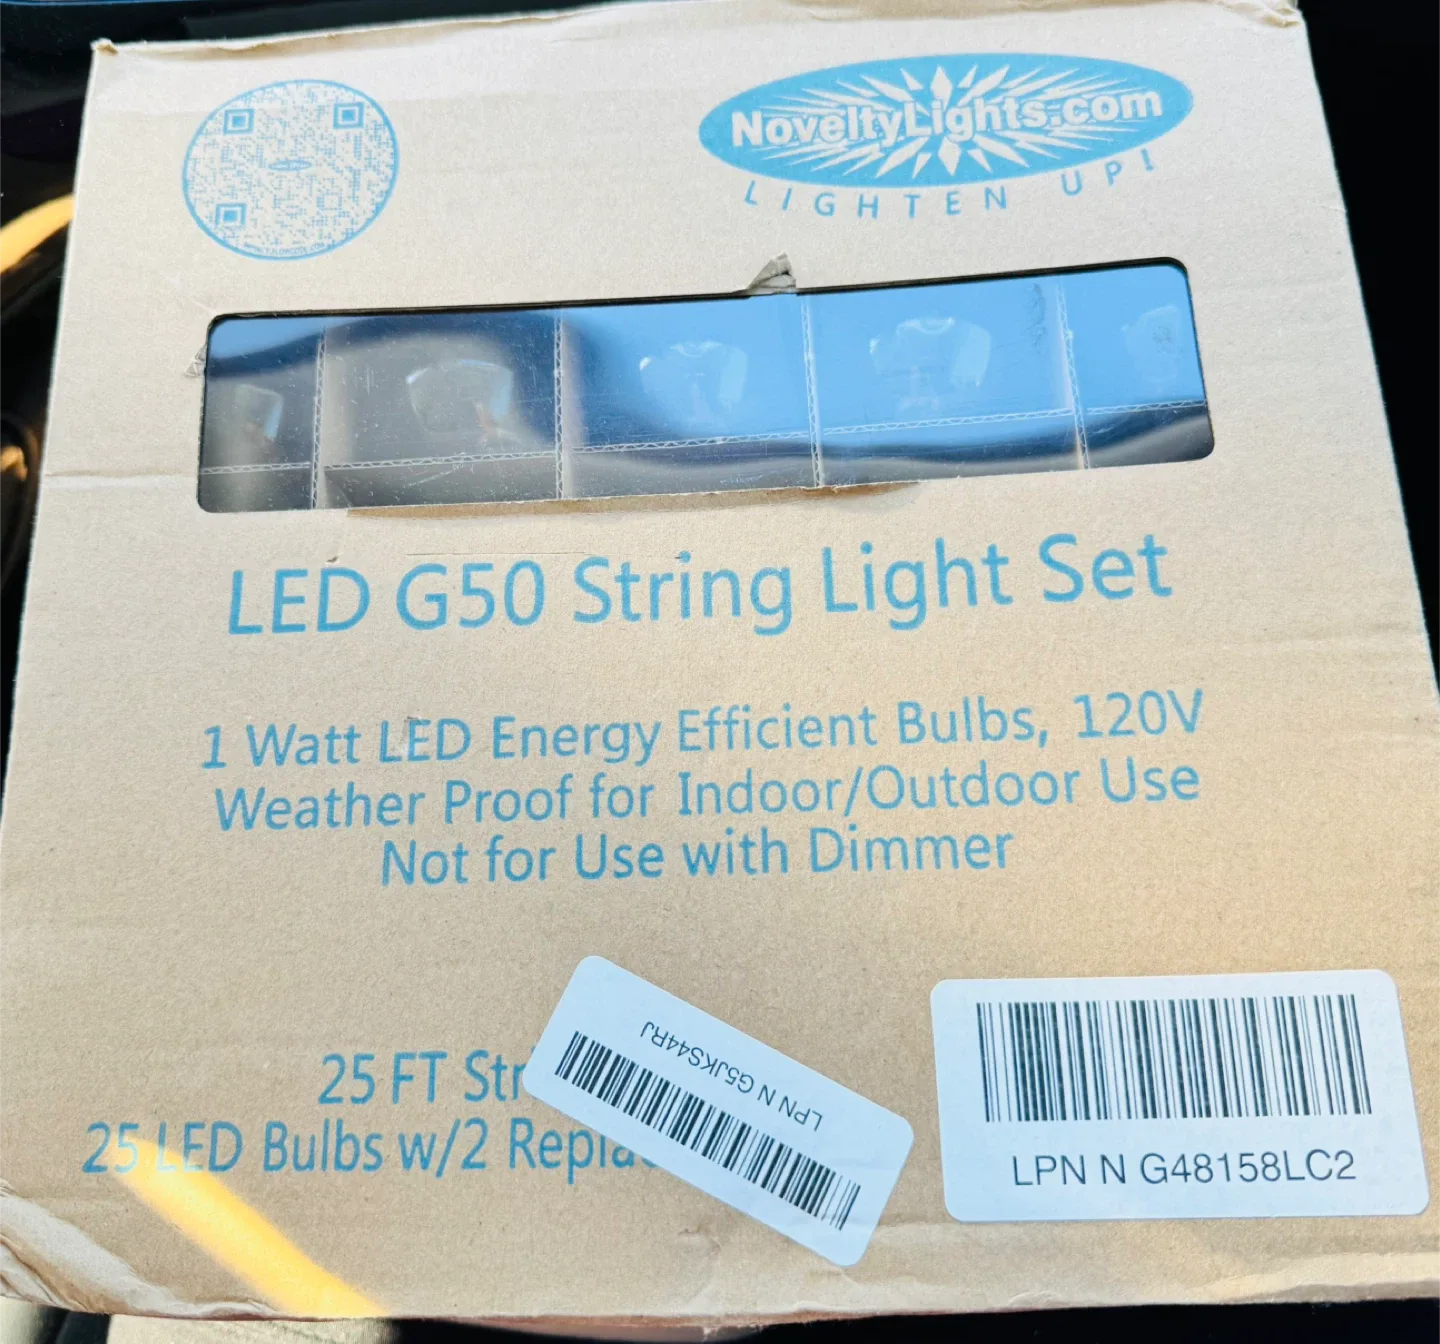 NoveltyLights.com
LIGHTEN UP!
LED G50 String Light Set
1 Watt LED Energy Efficient Bulbs, 120V
Weather Proof for Indoor/Outdoor Use
Not for Use with Dimmer
25 FT Str
25 LED Bulbs w/2 Repla
LPN N G5JKS44RJ
LPN N G48158LC2